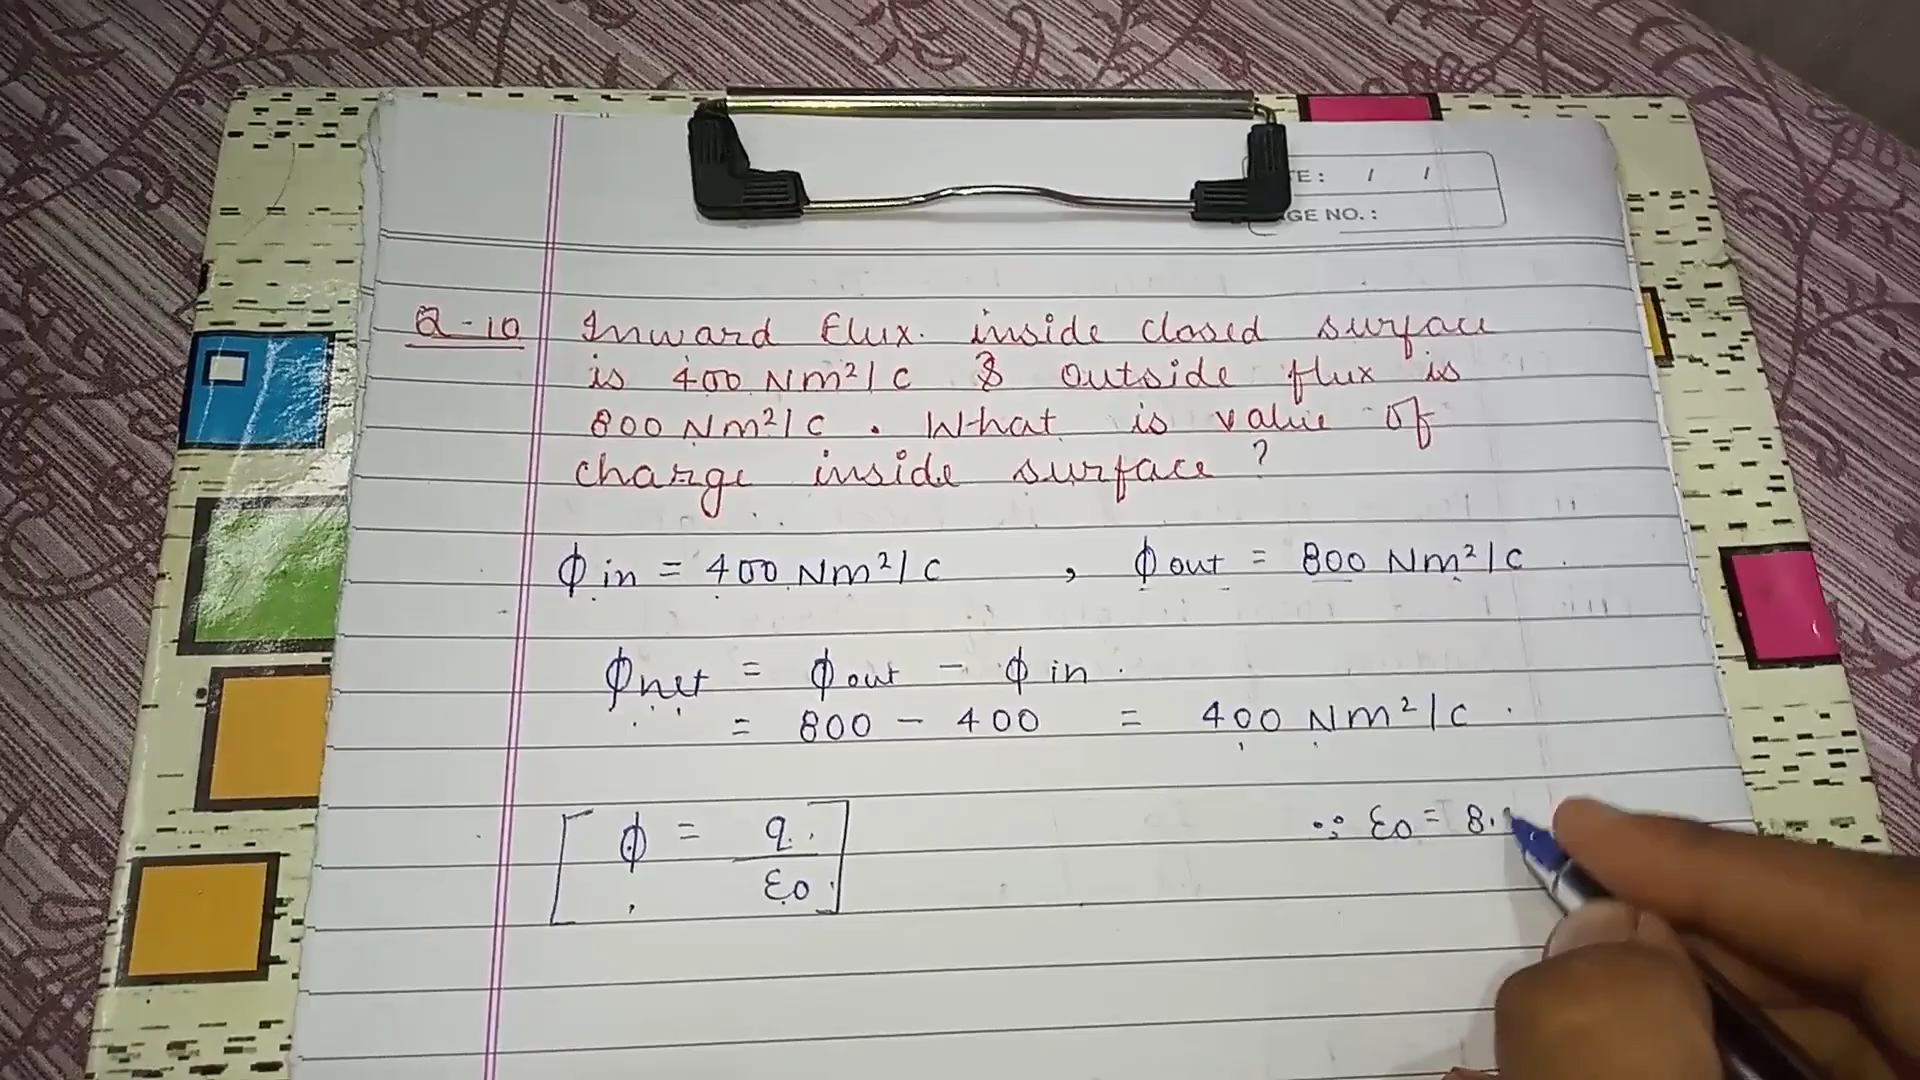 TE: / /
GE NO.:
Q-10 Inward flux. inside closed surface
is 400 Nm²/c & Outside flux is
800 Nm²/c. What is value of
charge inside surface?
ϕ in = 400 Nm²/c , ϕ out = 800 Nm²/c.
ϕ net = ϕ out - ϕ in.
= 800 - 400 = 400 Nm²/c.
[ϕ = q/ε0] ∵ ε0 = 8.